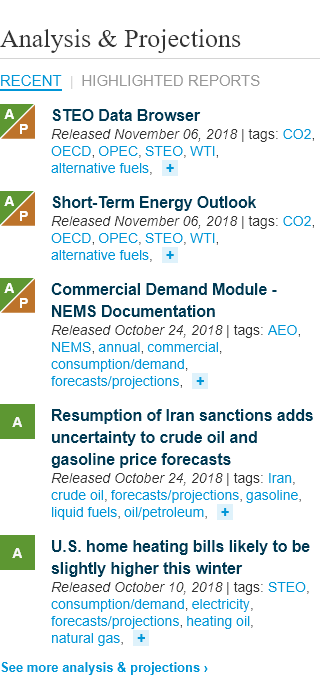 Analysis & Projections
RECENT | HIGHLIGHTED REPORTS
A
P
STEO Data Browser
Released November 06, 2018 | tags: CO2,
OECD, OPEC, STEO, WTI,
alternative fuels, +
A
P
Short-Term Energy Outlook
Released November 06, 2018 | tags: CO2,
OECD, OPEC, STEO, WTI,
alternative fuels, +
A
P
Commercial Demand Module -
NEMS Documentation
Released October 24, 2018 | tags: AEO,
NEMS, annual, commercial,
consumption/demand,
forecasts/projections, +
A
Resumption of Iran sanctions adds
uncertainty to crude oil and
gasoline price forecasts
Released October 24, 2018 | tags: Iran,
crude oil, forecasts/projections, gasoline,
liquid fuels, oil/petroleum, +
A
U.S. home heating bills likely to be
slightly higher this winter
Released October 10, 2018 | tags: STEO,
consumption/demand, electricity,
forecasts/projections, heating oil,
natural gas, +
See more analysis & projections ›